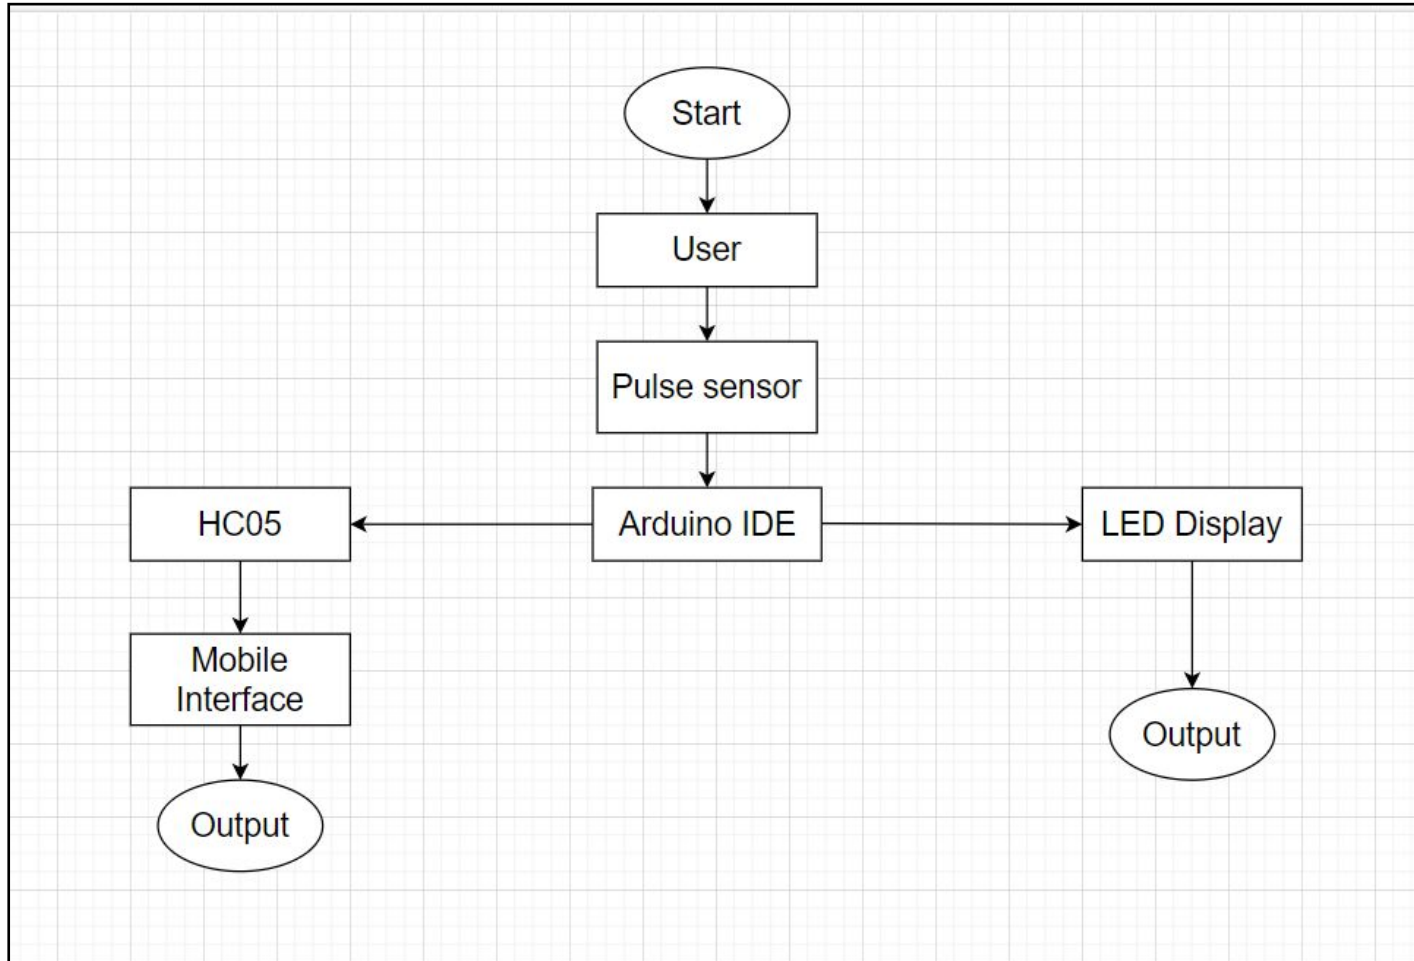 Start
User
Pulse sensor
HC05
Arduino IDE
LED Display
Mobile
Interface
Output
Output